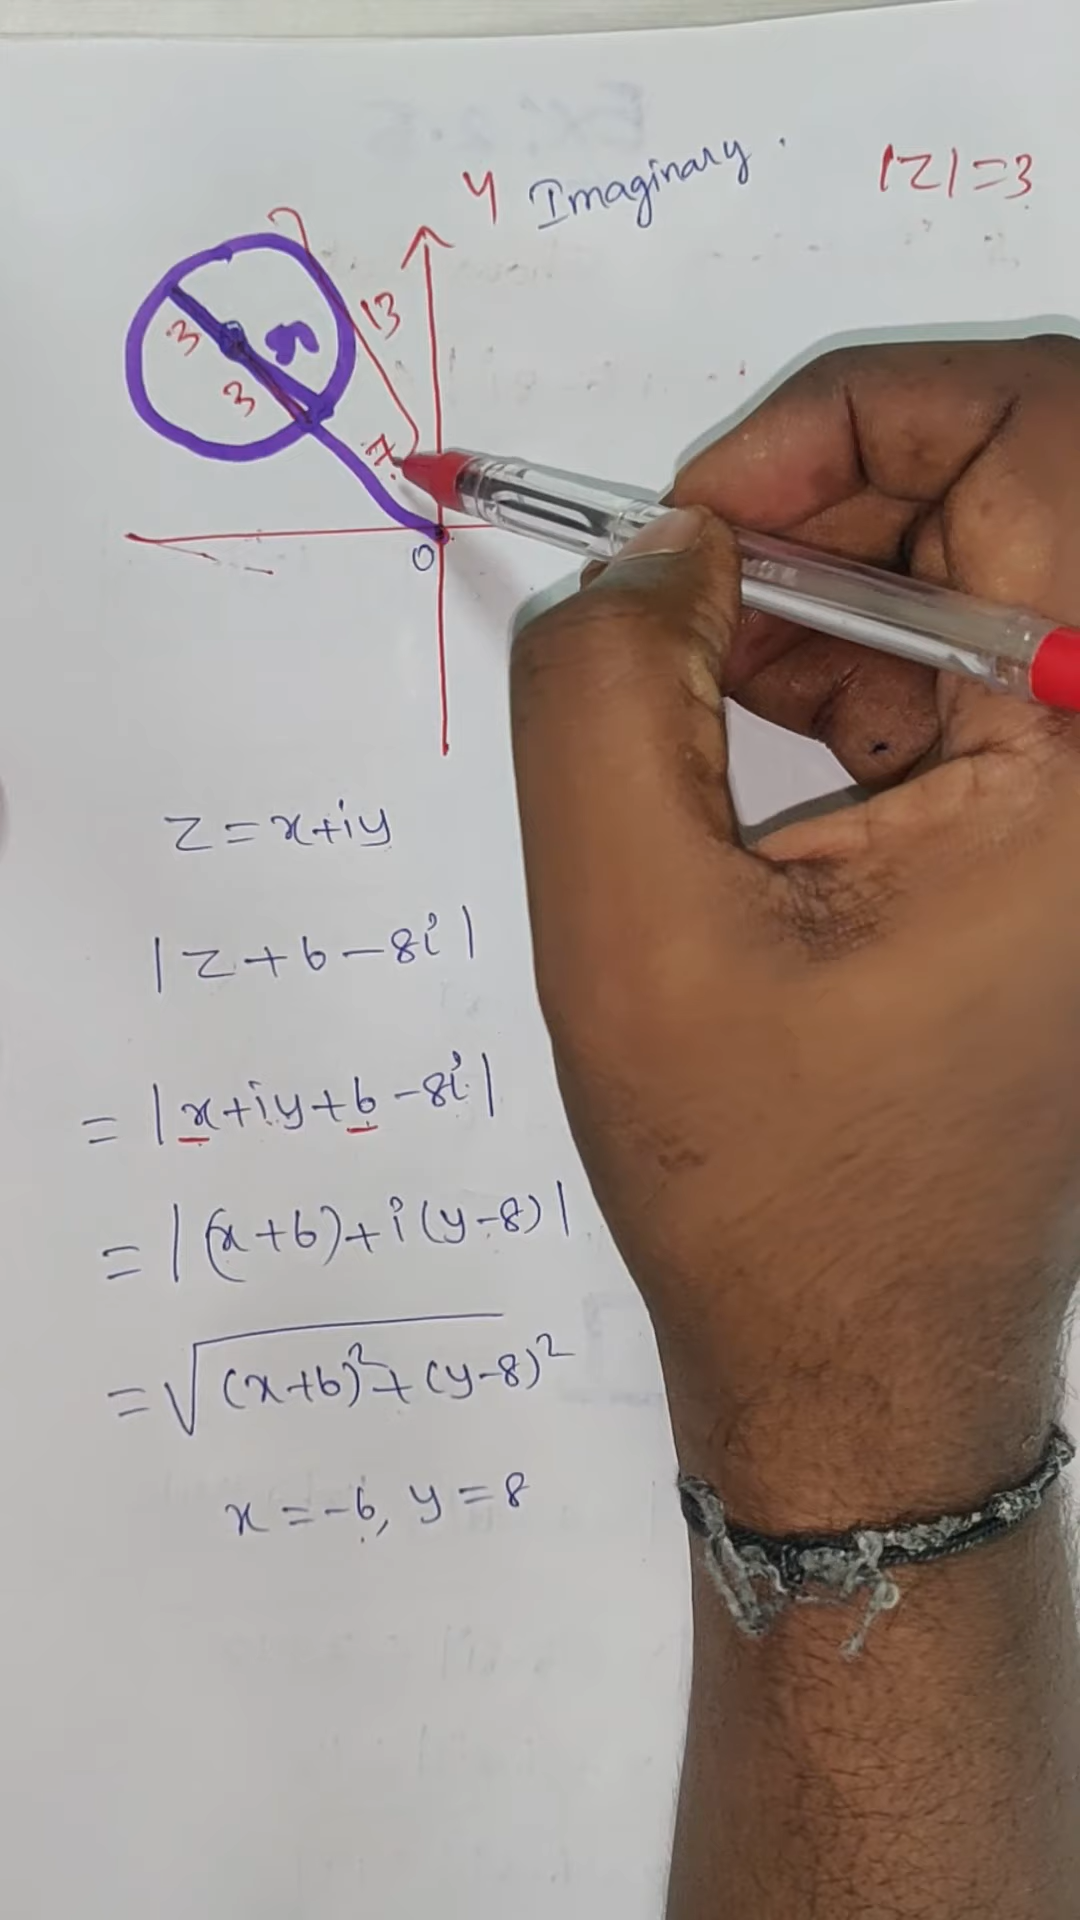 Y Imaginary.
|z|=3
13
3
3
7
0
z=x+iy
|z+6-8i|
=|x+iy+6-8i|
=|(x+6)+i(y-8)|
=√(x+6)²+(y-8)²
x=-6, y=8